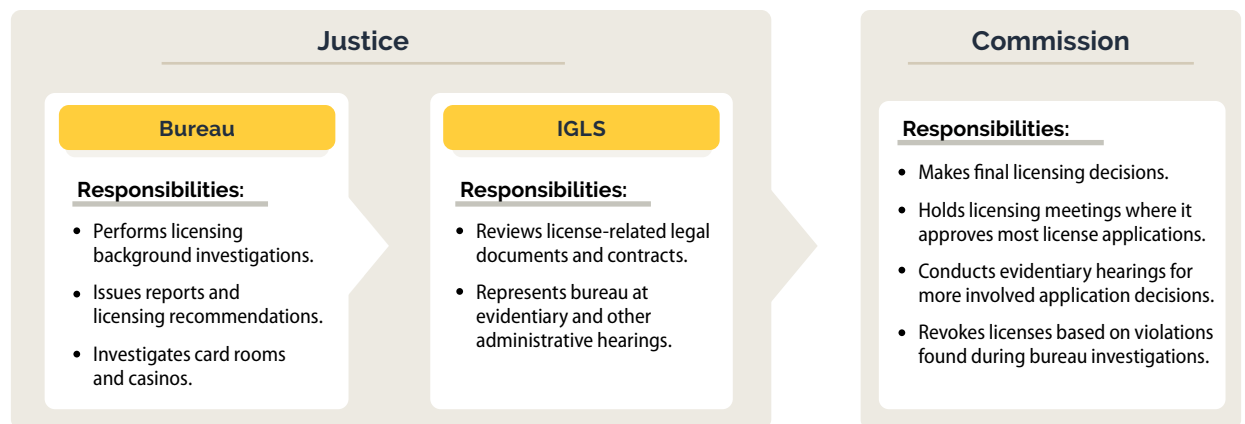 Justice
Bureau
Responsibilities:
• Performs licensing
background investigations.
• Issues reports and
licensing recommendations.
• Investigates card rooms
and casinos.
IGLS
Responsibilities:
• Reviews license-related legal
documents and contracts.
• Represents bureau at
evidentiary and other
administrative hearings.
Commission
Responsibilities:
• Makes final licensing decisions.
• Holds licensing meetings where it
approves most license applications.
• Conducts evidentiary hearings for
more involved application decisions.
• Revokes licenses based on violations
found during bureau investigations.